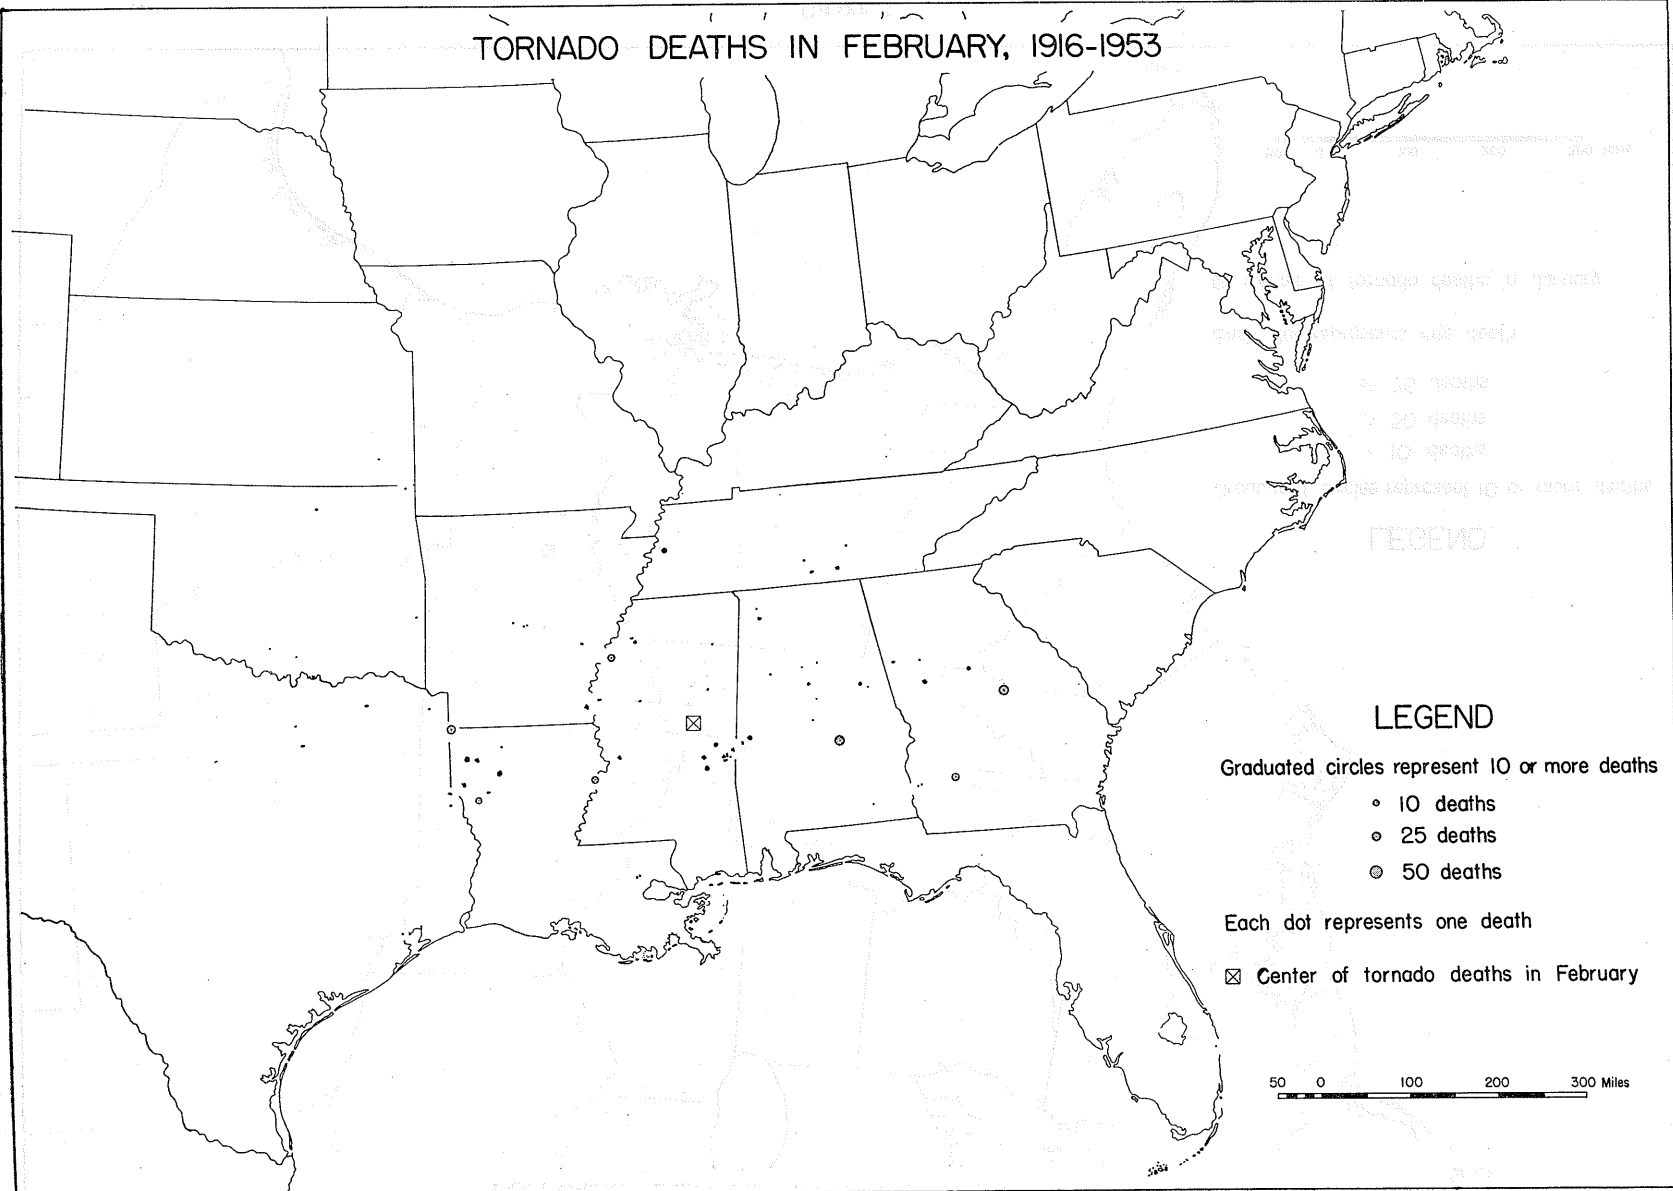 TORNADO DEATHS IN FEBRUARY, 1916-1953
LEGEND
Graduated circles represent 10 or more deaths
10 deaths
25 deaths
50 deaths
Each dot represents one death
Center of tornado deaths in February
50 0 100 200 300 Miles